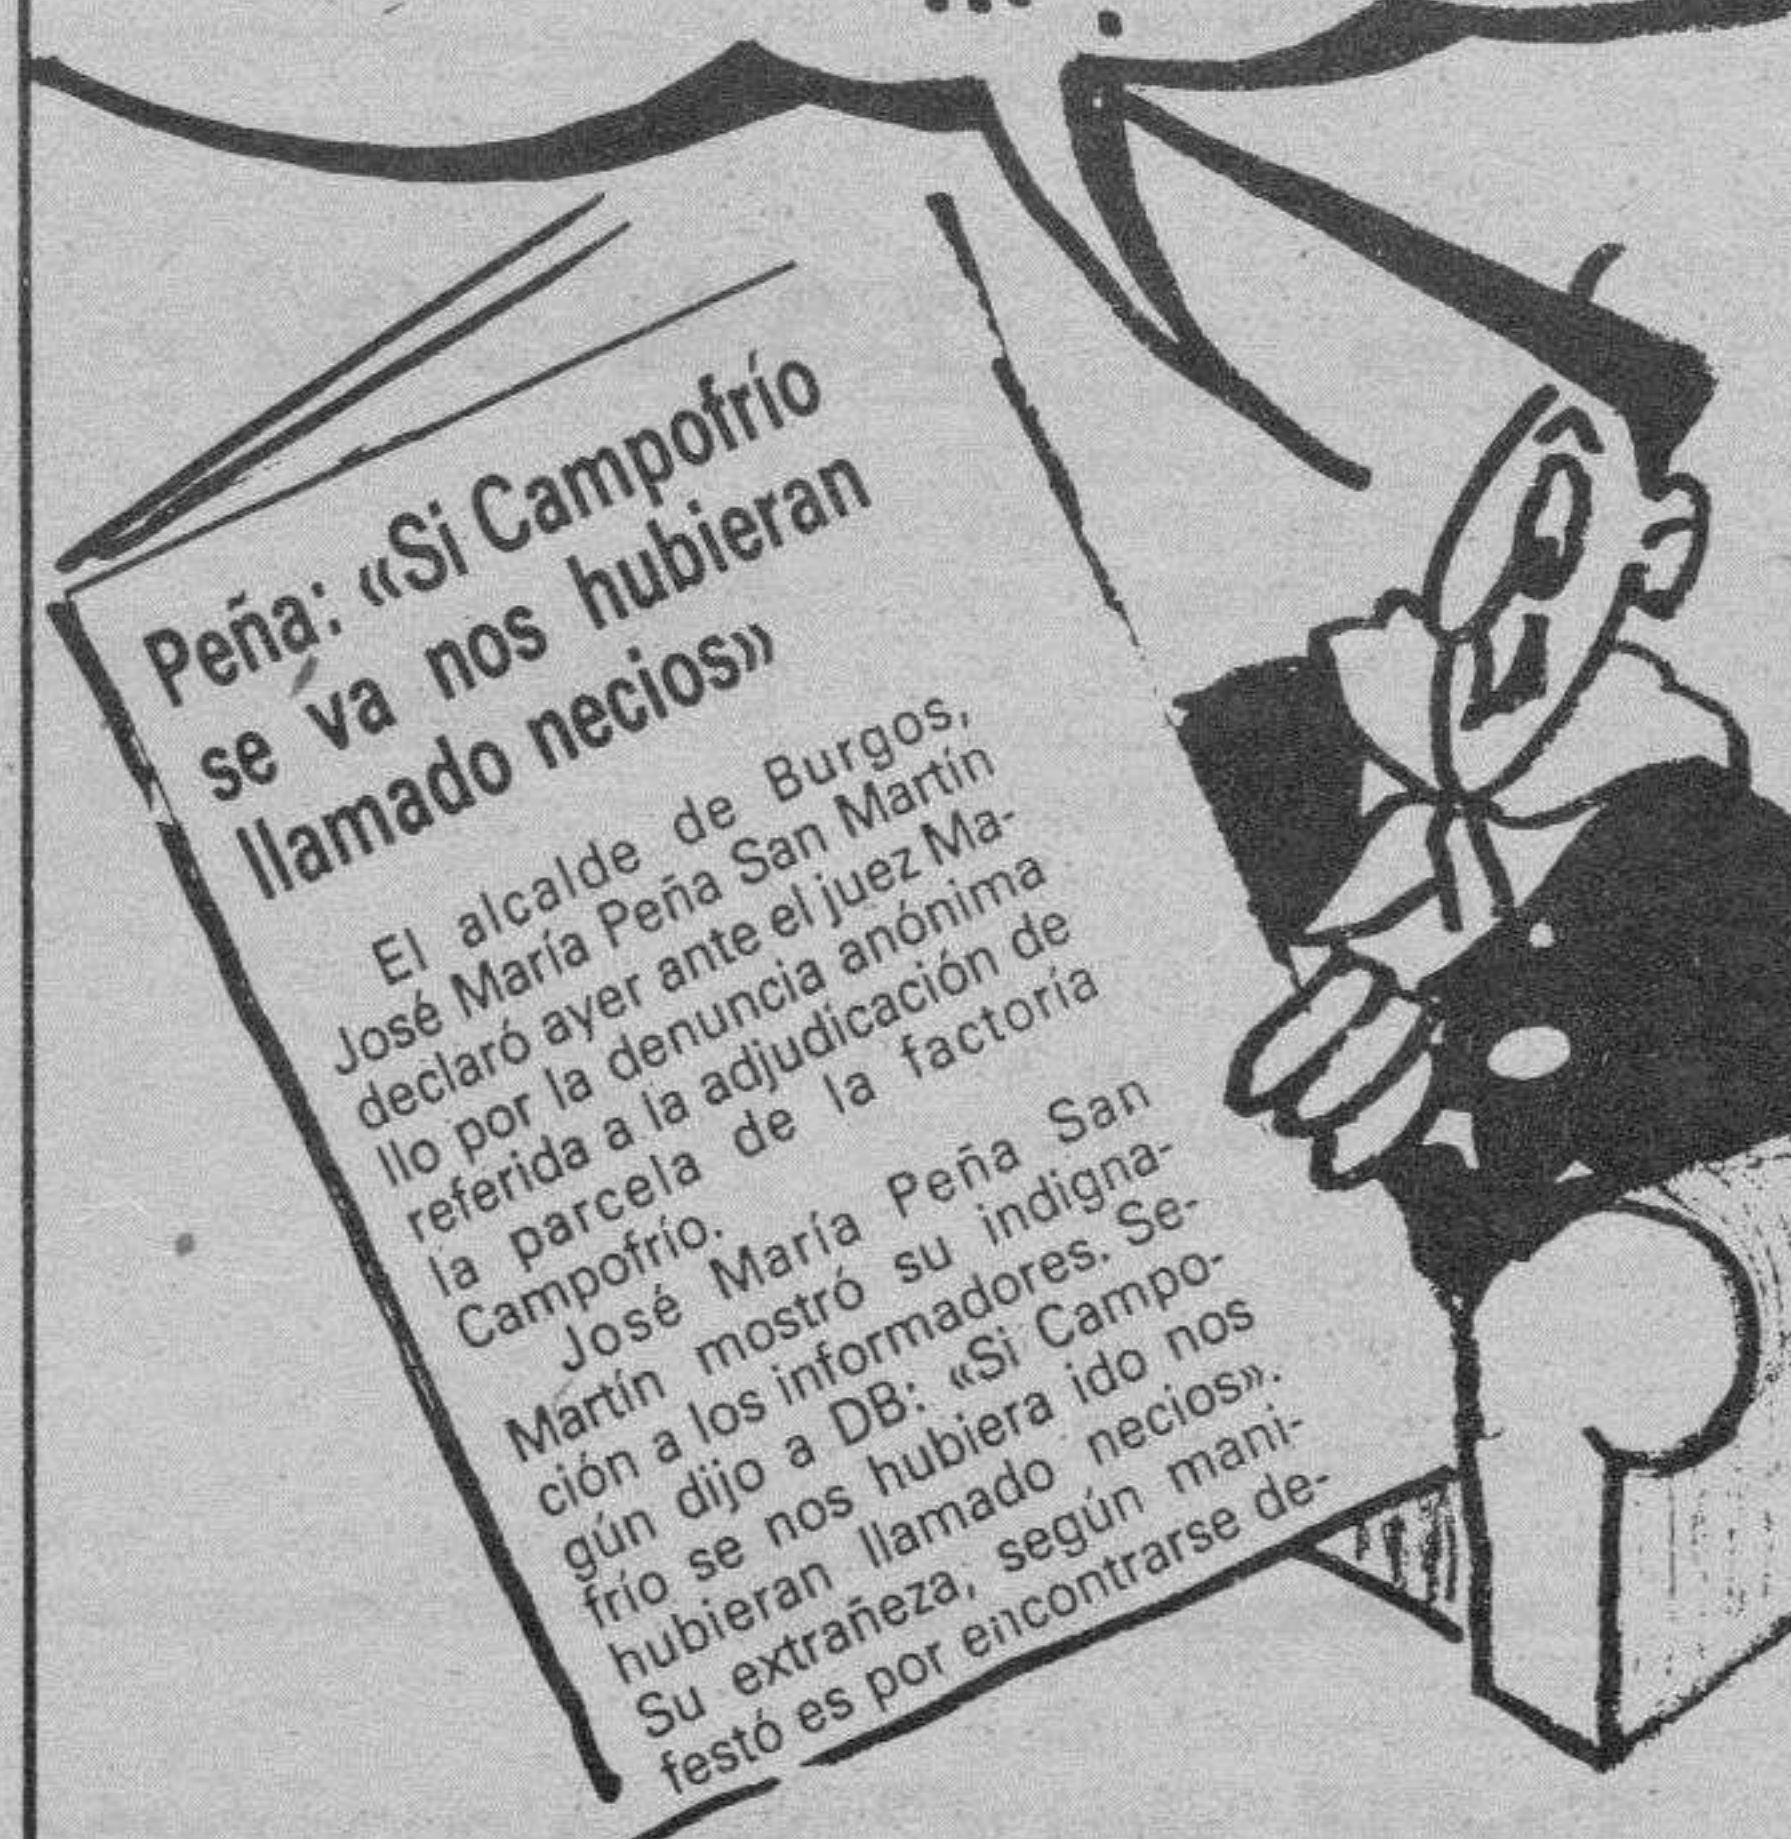 Peña: «Si Campofrío
se va nos hubieran
llamado necios»
El alcalde de Burgos,
José María Peña San Martín
declaró ayer ante el juez Ma-
llo por la denuncia anónima
referida a la adjudicación de
la parcela de la factoría
Campofrío.
José María Peña San
Martín mostró su indigna-
ción a los informadores. Se-
gún dijo a DB: «Si Campo-
frío se nos hubiera ido nos
hubieran llamado necios».
Su extrañeza, según mani-
festó es por encontrarse de-